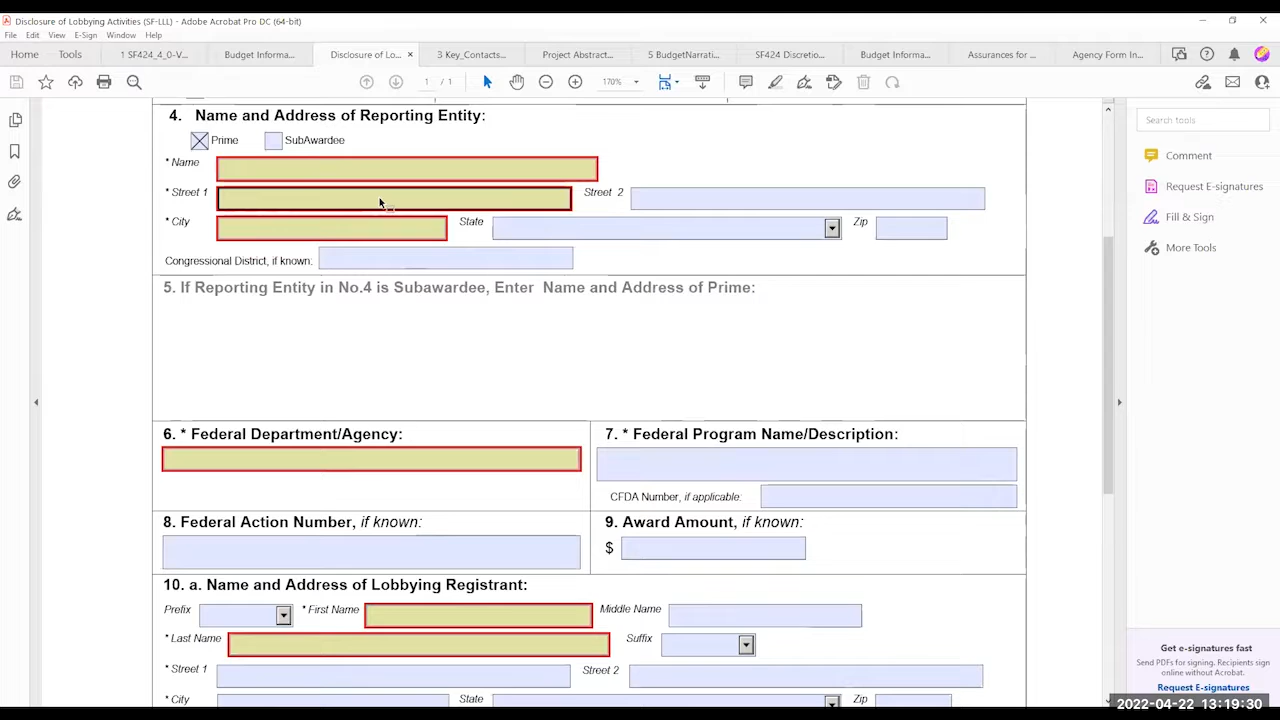 Disclosure of Lobbying Activities (SF-LLL) - Adobe Acrobat Pro DC (64-bit)
File Edit View E-Sign Window Help
Home Tools 1 SF424_4_0-V... Budget Informa... Disclosure of Lo... × 3 Key_Contacts... Project Abstract... 5 BudgetNarrati... SF424 Discretio... Budget Informa... Assurances for ... Agency Form In...
1 / 1 170%
4. Name and Address of Reporting Entity:
Prime SubAwardee
* Name
* Street 1 Street 2
* City State Zip
Congressional District, if known:
5. If Reporting Entity in No.4 is Subawardee, Enter Name and Address of Prime:
6. * Federal Department/Agency: 7. * Federal Program Name/Description:
CFDA Number, if applicable:
8. Federal Action Number, if known: 9. Award Amount, if known:
$
10. a. Name and Address of Lobbying Registrant:
Prefix * First Name Middle Name
* Last Name Suffix
* Street 1 Street 2
* City State Zip
Search tools
Comment
Request E-signatures
Fill & Sign
More Tools
Get e-signatures fast
Send PDFs for signing. Recipients sign
online without Acrobat.
Request E-Signatures
2022-04-22 13:19:30